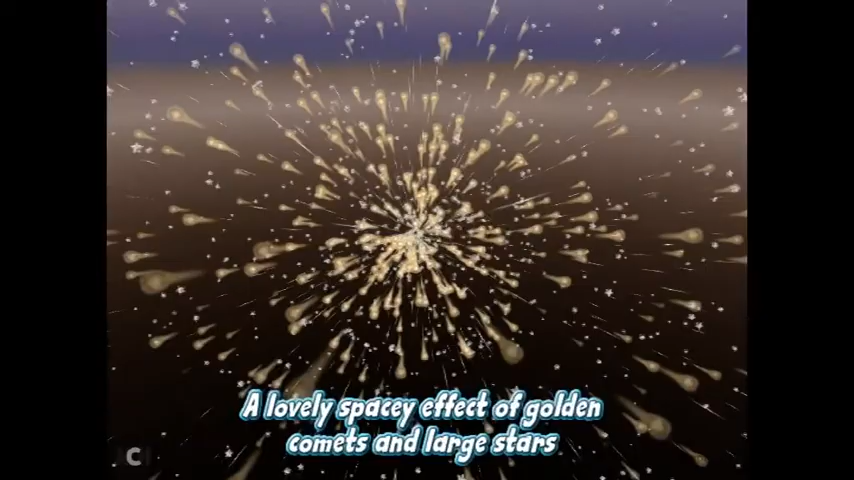 A lovely spacey effect of golden
comets and large stars
C